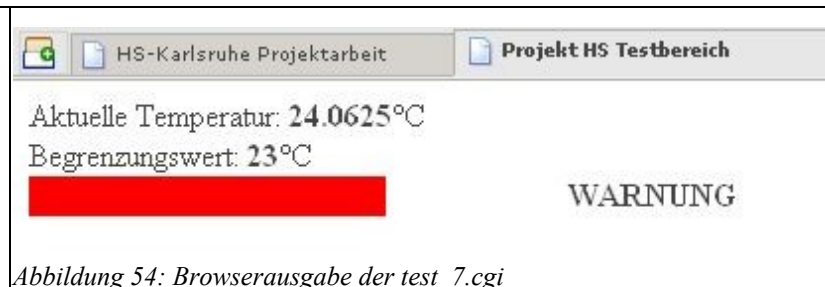 HS-Karlsruhe Projektarbeit
Projekt HS Testbereich
Aktuelle Temperatur: 24.0625°C
Begrenzungswert: 23°C
WARNUNG
Abbildung 54: Browserausgabe der test_7.cgi